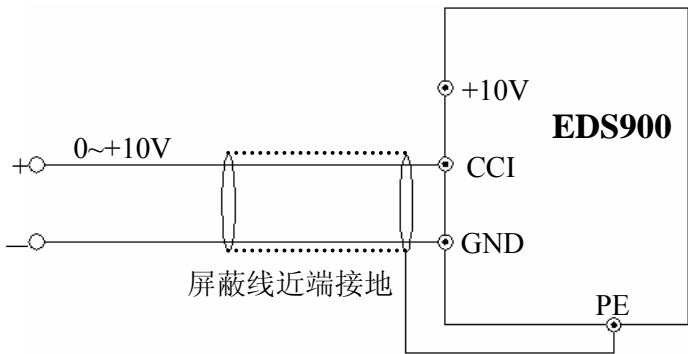 +10V
EDS900
0~+10V
+
CCI
—
GND
屏蔽线近端接地
PE